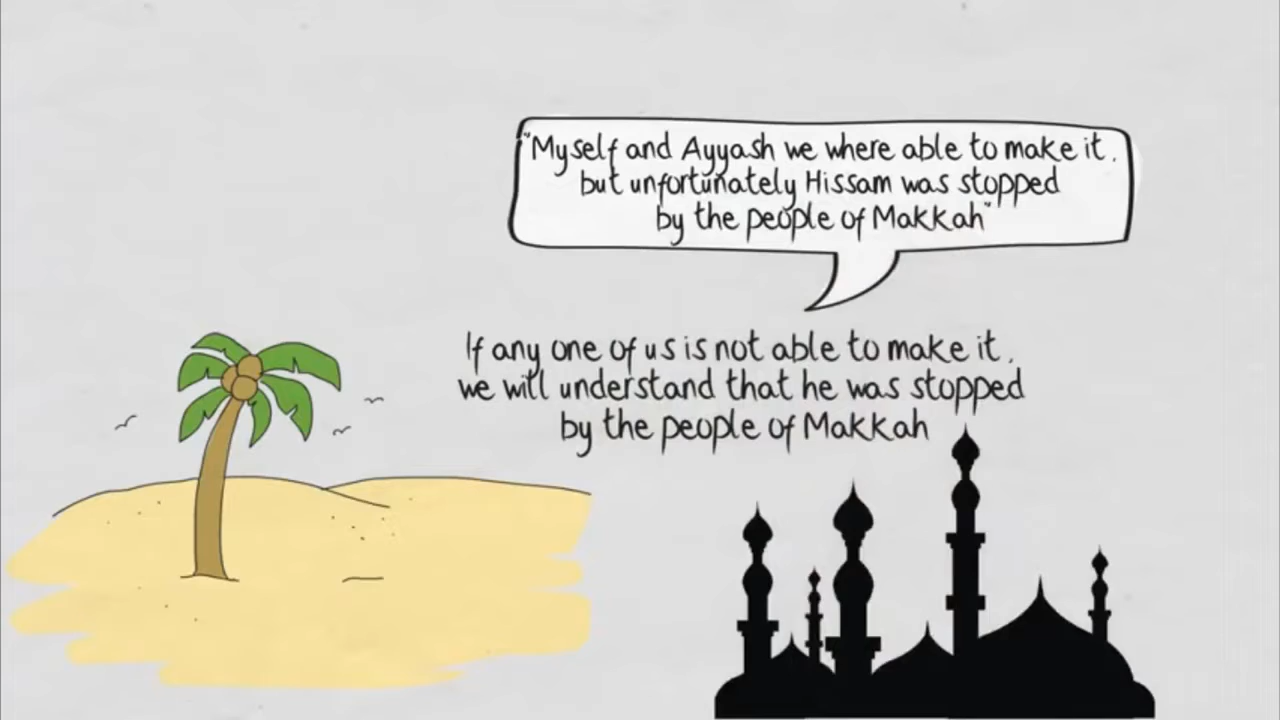 "Myself and Ayyash we where able to make it,
but unfortunately Hissam was stopped
by the people of Makkah"
If any one of us is not able to make it,
we will understand that he was stopped
by the people of Makkah